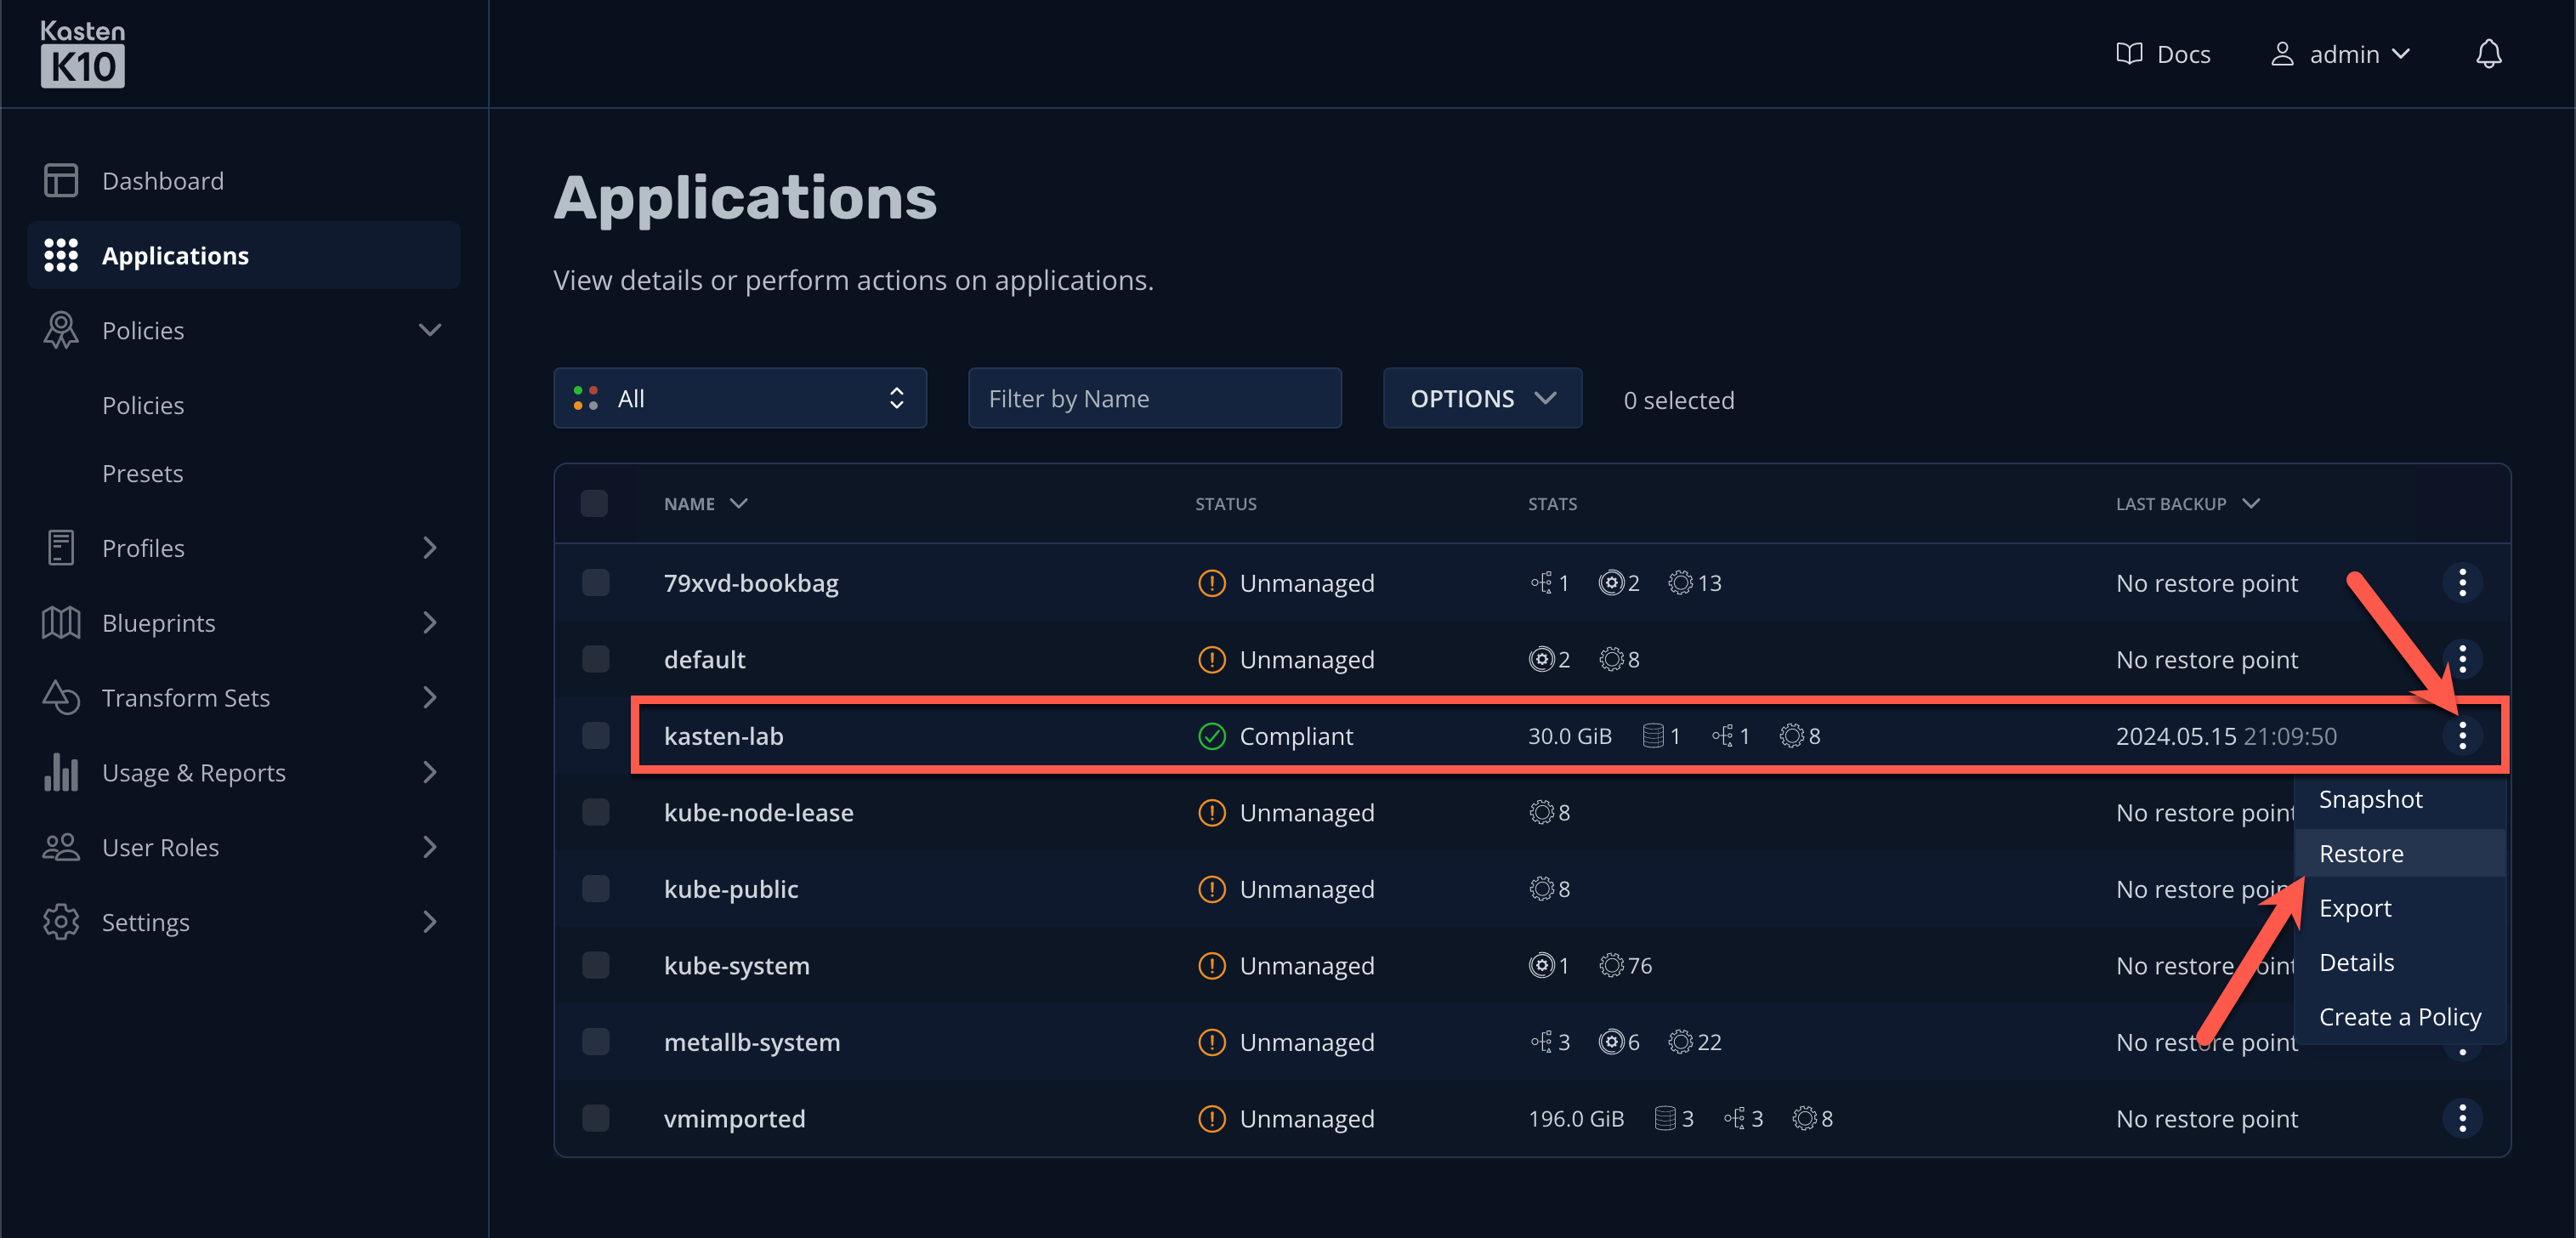 Kasten
K10
Docs
admin
Dashboard
Applications
Policies
Policies
Presets
Profiles
Blueprints
Transform Sets
Usage & Reports
User Roles
Settings
Applications
View details or perform actions on applications.
All
Filter by Name
OPTIONS
0 selected
NAME STATUS STATS LAST BACKUP
79xvd-bookbag Unmanaged 1 2 13 No restore point
default Unmanaged 2 8 No restore point
kasten-lab Compliant 30.0 GiB 1 1 8 2024.05.15 21:09:50
kube-node-lease Unmanaged 8 No restore point
kube-public Unmanaged 8 No restore point
kube-system Unmanaged 1 76 No restore point
metallb-system Unmanaged 3 6 22 No restore point
vmimported Unmanaged 196.0 GiB 3 3 8 No restore point
Snapshot
Restore
Export
Details
Create a Policy